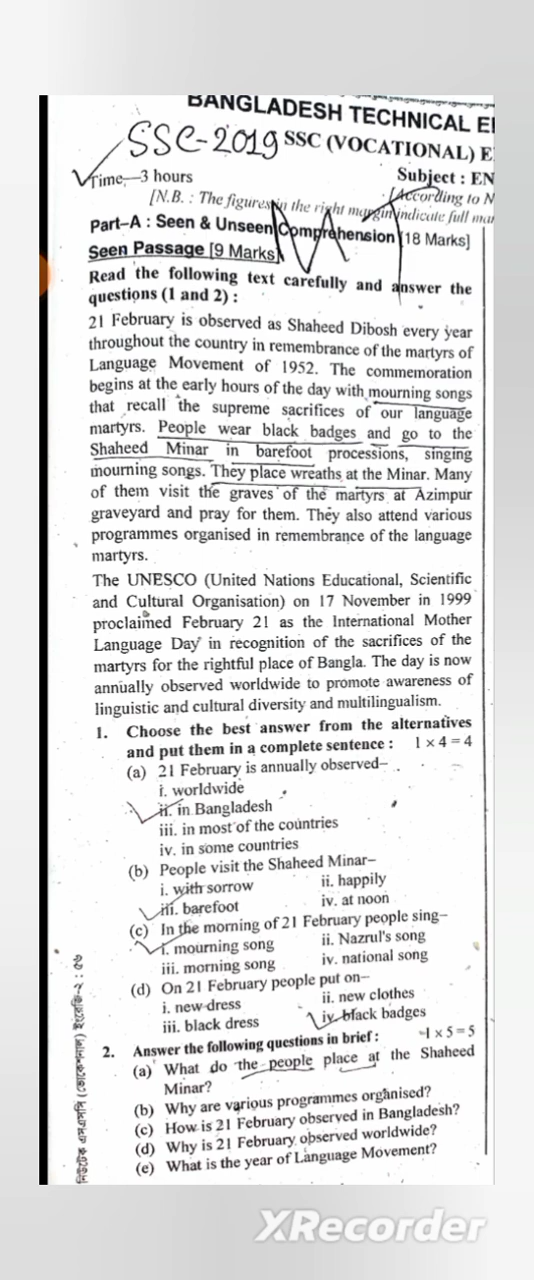 BANGLADESH TECHNICAL E
SSC-2019 SSC (VOCATIONAL) E
Time—3 hours Subject : EN
[N.B. : The figures in the right margin indicate full mar
[According to N
Part–A : Seen & Unseen Comprehension [18 Marks]
Seen Passage [9 Marks]
Read the following text carefully and answer the
questions (1 and 2) :
21 February is observed as Shaheed Dibosh every year
throughout the country in remembrance of the martyrs of
Language Movement of 1952. The commemoration
begins at the early hours of the day with mourning songs
that recall the supreme sacrifices of our language
martyrs. People wear black badges and go to the
Shaheed Minar in barefoot processions, singing
mourning songs. They place wreaths at the Minar. Many
of them visit the graves of the martyrs at Azimpur
graveyard and pray for them. They also attend various
programmes organised in remembrance of the language
martyrs.
The UNESCO (United Nations Educational, Scientific
and Cultural Organisation) on 17 November in 1999
proclaimed February 21 as the International Mother
Language Day in recognition of the sacrifices of the
martyrs for the rightful place of Bangla. The day is now
annually observed worldwide to promote awareness of
linguistic and cultural diversity and multilingualism.
1. Choose the best answer from the alternatives
and put them in a complete sentence : 1 × 4 = 4
(a) 21 February is annually observed–
i. worldwide
ii. in Bangladesh
iii. in most of the countries
iv. in some countries
(b) People visit the Shaheed Minar–
i. with sorrow ii. happily
iii. barefoot iv. at noon
(c) In the morning of 21 February people sing–
i. mourning song ii. Nazrul's song
iii. morning song iv. national song
(d) On 21 February people put on–
i. new dress ii. new clothes
iii. black dress iv. black badges
2. Answer the following questions in brief : 1 × 5 = 5
(a) What do the people place at the Shaheed
Minar?
(b) Why are various programmes organised?
(c) How is 21 February observed in Bangladesh?
(d) Why is 21 February observed worldwide?
(e) What is the year of Language Movement?
এসএসসি (ভোকেশনাল) ইংরেজি-২ :
XRecorder